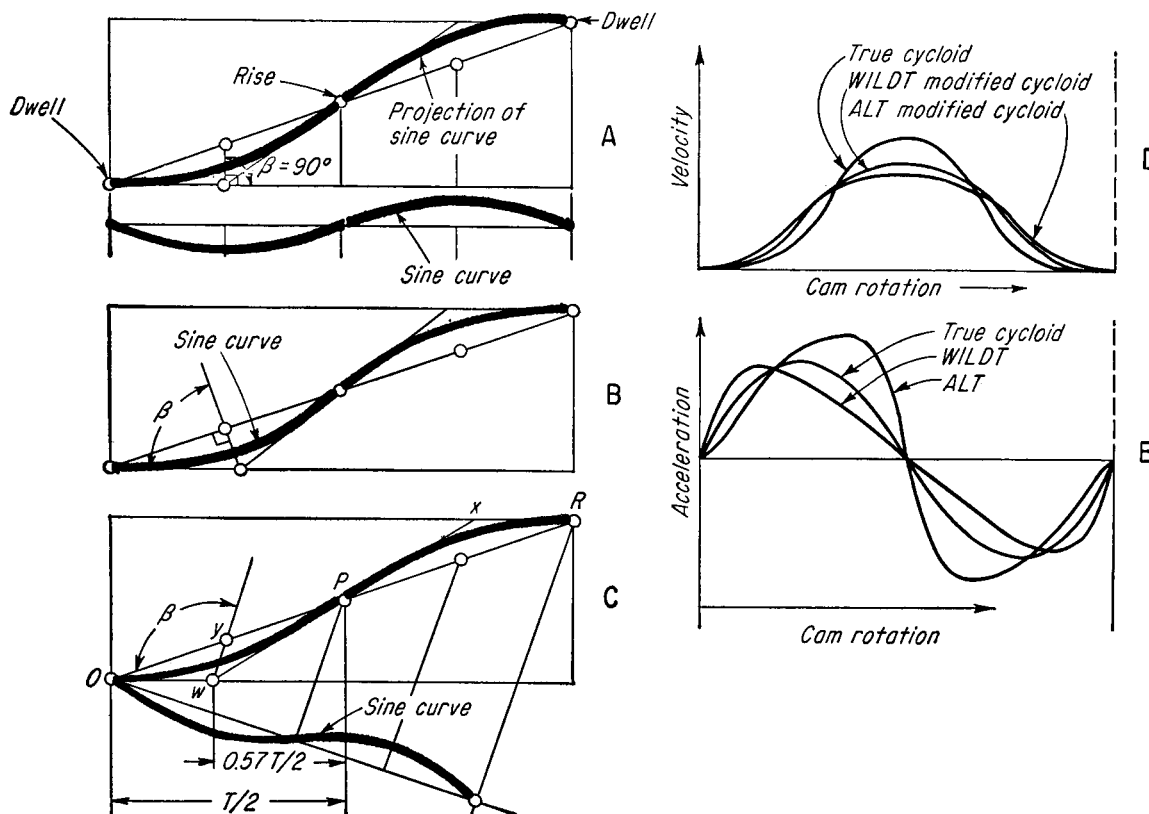 Dwell
Rise
Dwell
Projection of
sine curve
β = 90°
A
Sine curve
Sine curve
β
B
x
R
P
β
y
C
O
w
Sine curve
0.57T/2
T/2
True cycloid
WILDT modified cycloid
ALT modified cycloid
Velocity
Cam rotation
True cycloid
WILDT
ALT
Acceleration
E
Cam rotation